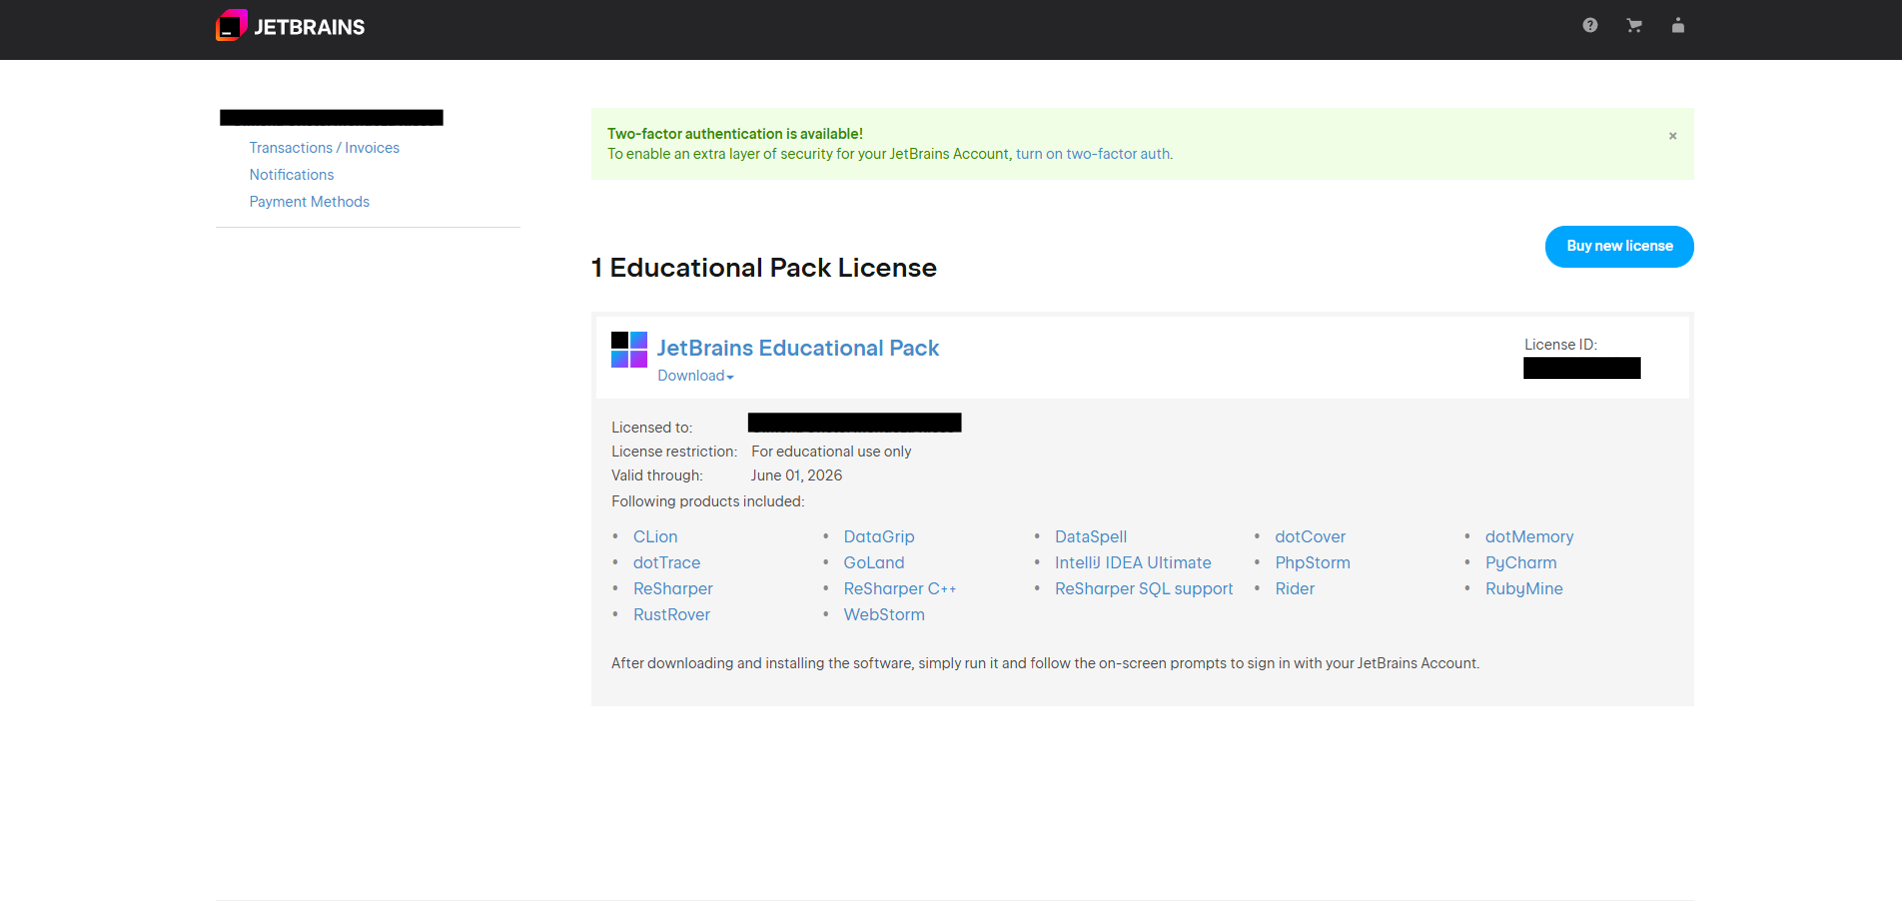 JETBRAINS
Transactions / Invoices
Notifications
Payment Methods
Two-factor authentication is available!
To enable an extra layer of security for your JetBrains Account, turn on two-factor auth.
×
Buy new license
1 Educational Pack License
JetBrains Educational Pack
Download
License ID:
Licensed to:
License restriction: For educational use only
Valid through: June 01, 2026
Following products included:
• CLion • DataGrip • DataSpell • dotCover • dotMemory
• dotTrace • GoLand • IntelliJ IDEA Ultimate • PhpStorm • PyCharm
• ReSharper • ReSharper C++ • ReSharper SQL support • Rider • RubyMine
• RustRover • WebStorm
After downloading and installing the software, simply run it and follow the on-screen prompts to sign in with your JetBrains Account.